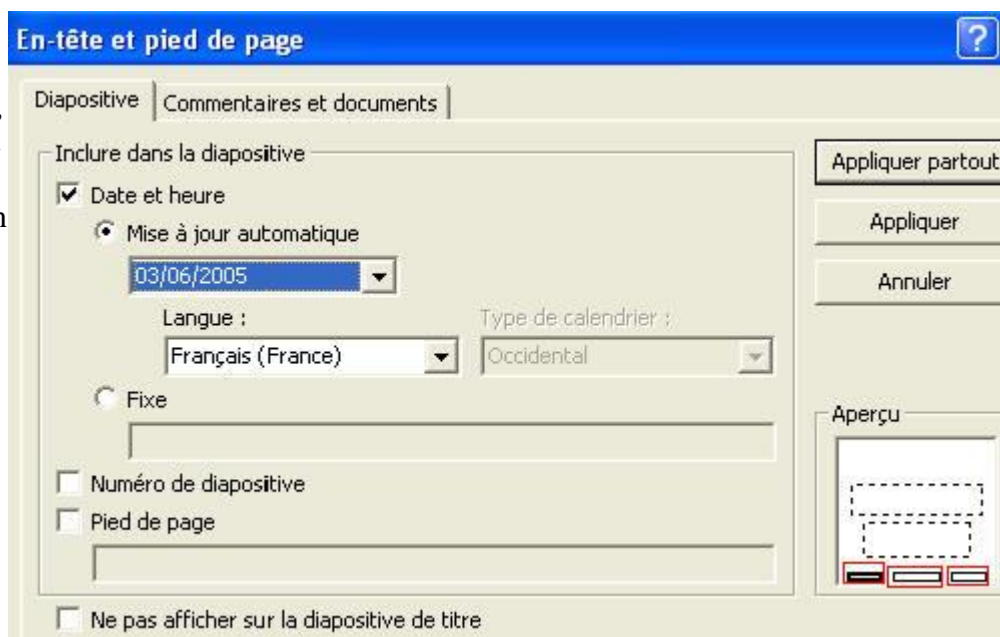 En-tête et pied de page
Diapositive
Commentaires et documents
Inclure dans la diapositive
Appliquer partout
Date et heure
Appliquer
Mise à jour automatique
03/06/2005
Annuler
Langue :
Type de calendrier :
Français (France)
Occidental
Fixe
Aperçu
Numéro de diapositive
Pied de page
Ne pas afficher sur la diapositive de titre